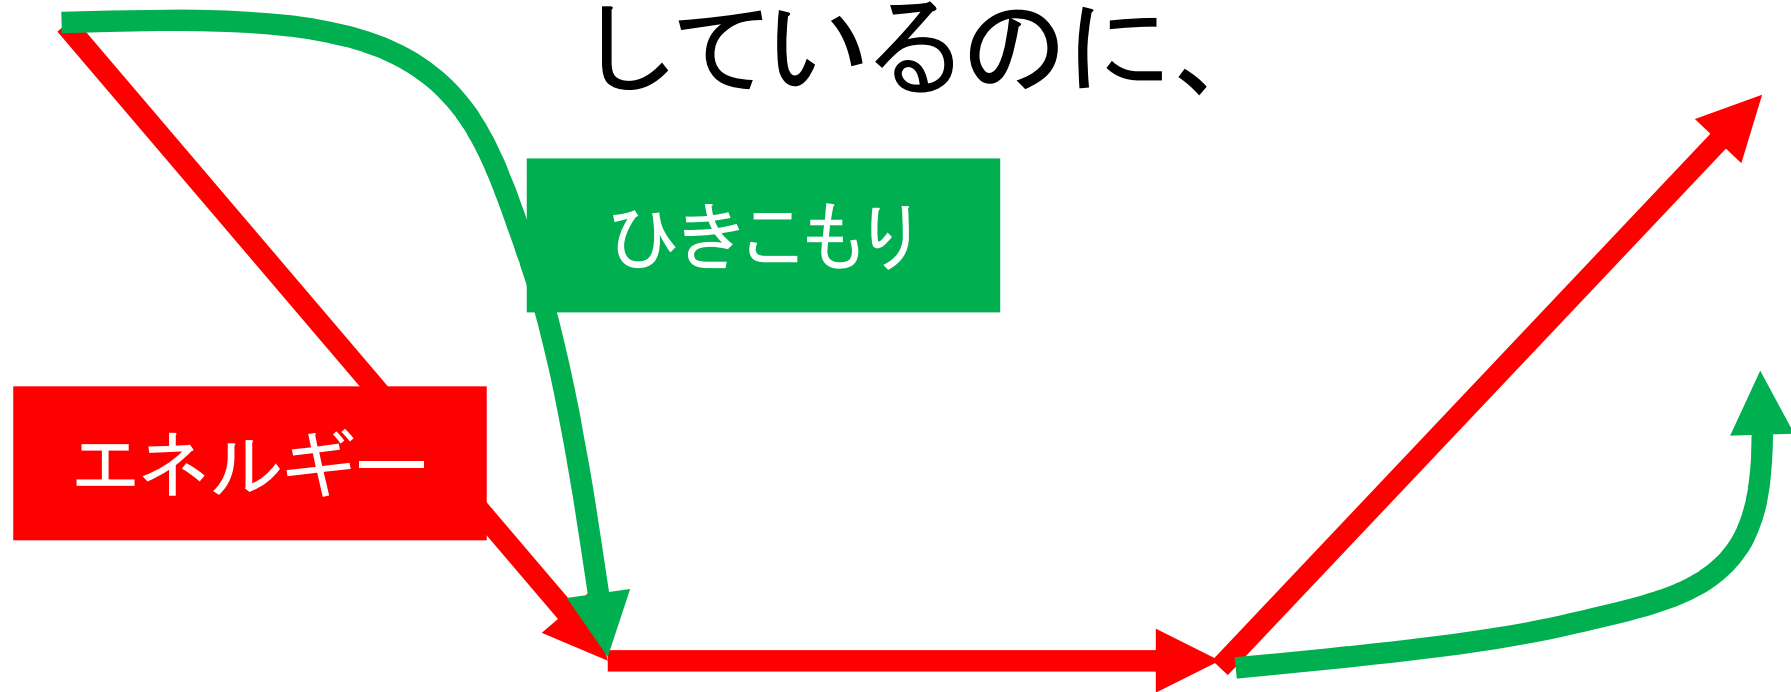 しているのに、
ひきこもり
エネルギー